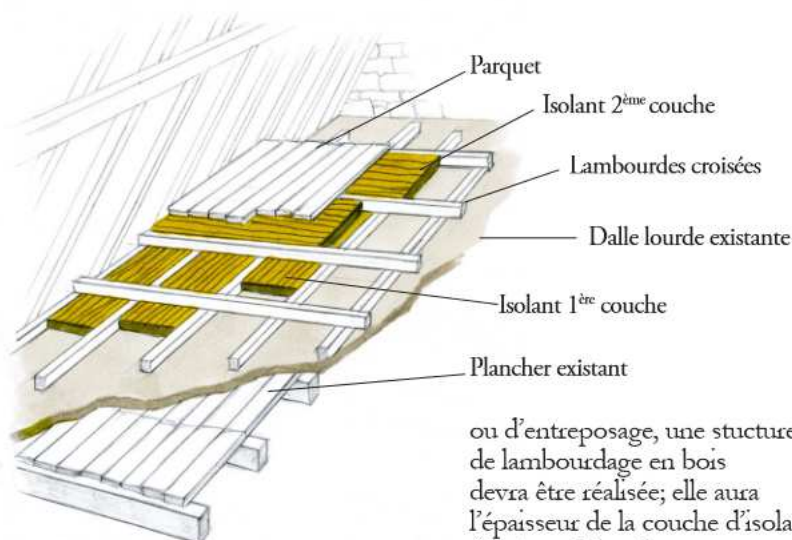 Parquet
Isolant 2ème couche
Lambourdes croisées
Dalle lourde existante
Isolant 1ère couche
Plancher existant
ou d'entreposage, une stucture
de lambourdage en bois
devra être réalisée; elle aura
l'épaisseur de la couche d'isola